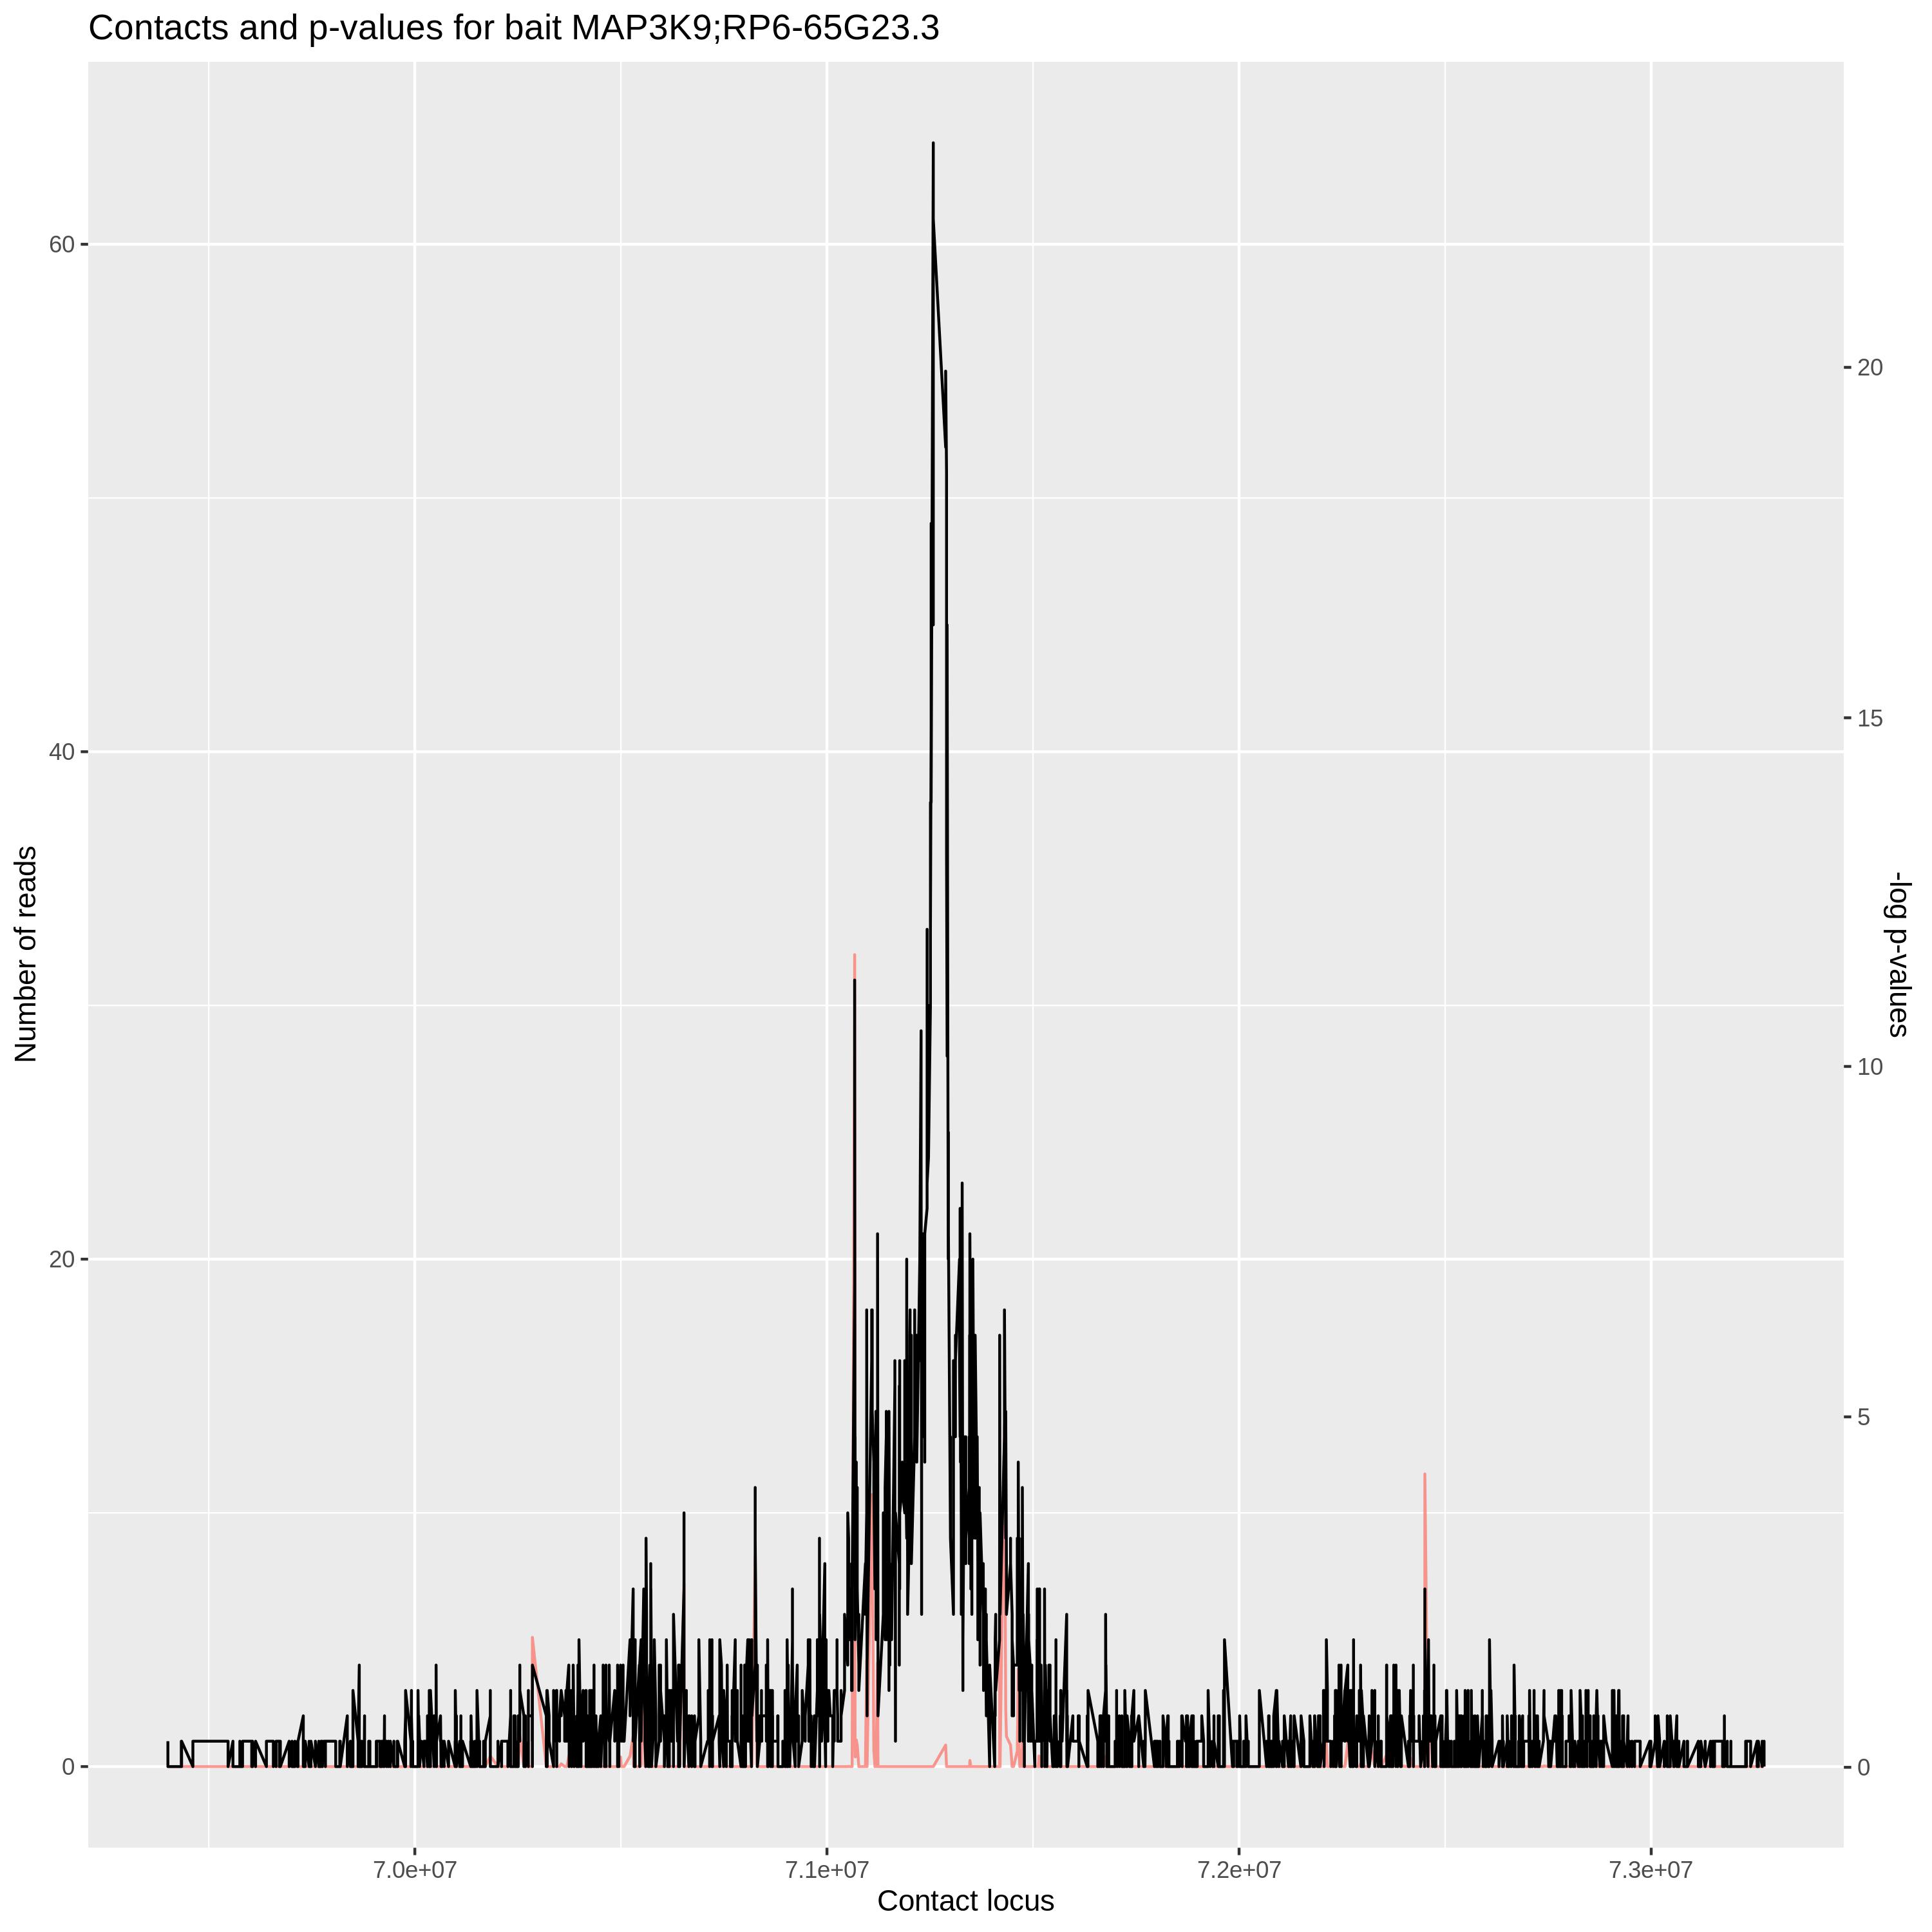 Contacts and p-values for bait MAP3K9;RP6-65G23.3
60
40
20
0
Number of reads
20
15
10
5
0
-log p-values
7.0e+07
7.1e+07
7.2e+07
7.3e+07
Contact locus